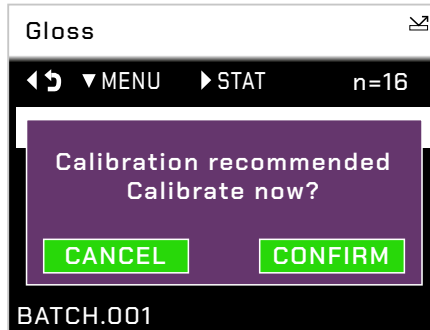 Gloss
MENU STAT n=16
Calibration recommended
Calibrate now?
CANCEL CONFIRM
BATCH.001